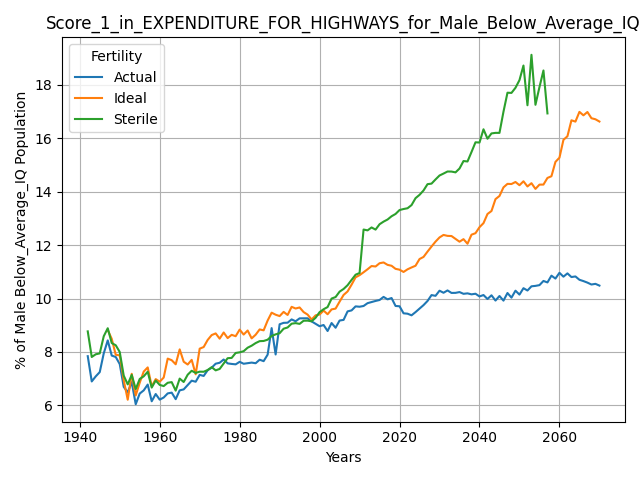 Score_1_in_EXPENDITURE_FOR_HIGHWAYS_for_Male_Below_Average_IQ
Fertility
Actual
Ideal
Sterile
% of Male Below_Average_IQ Population
18
16
14
12
10
8
6
1940
1960
1980
2000
2020
2040
2060
Years